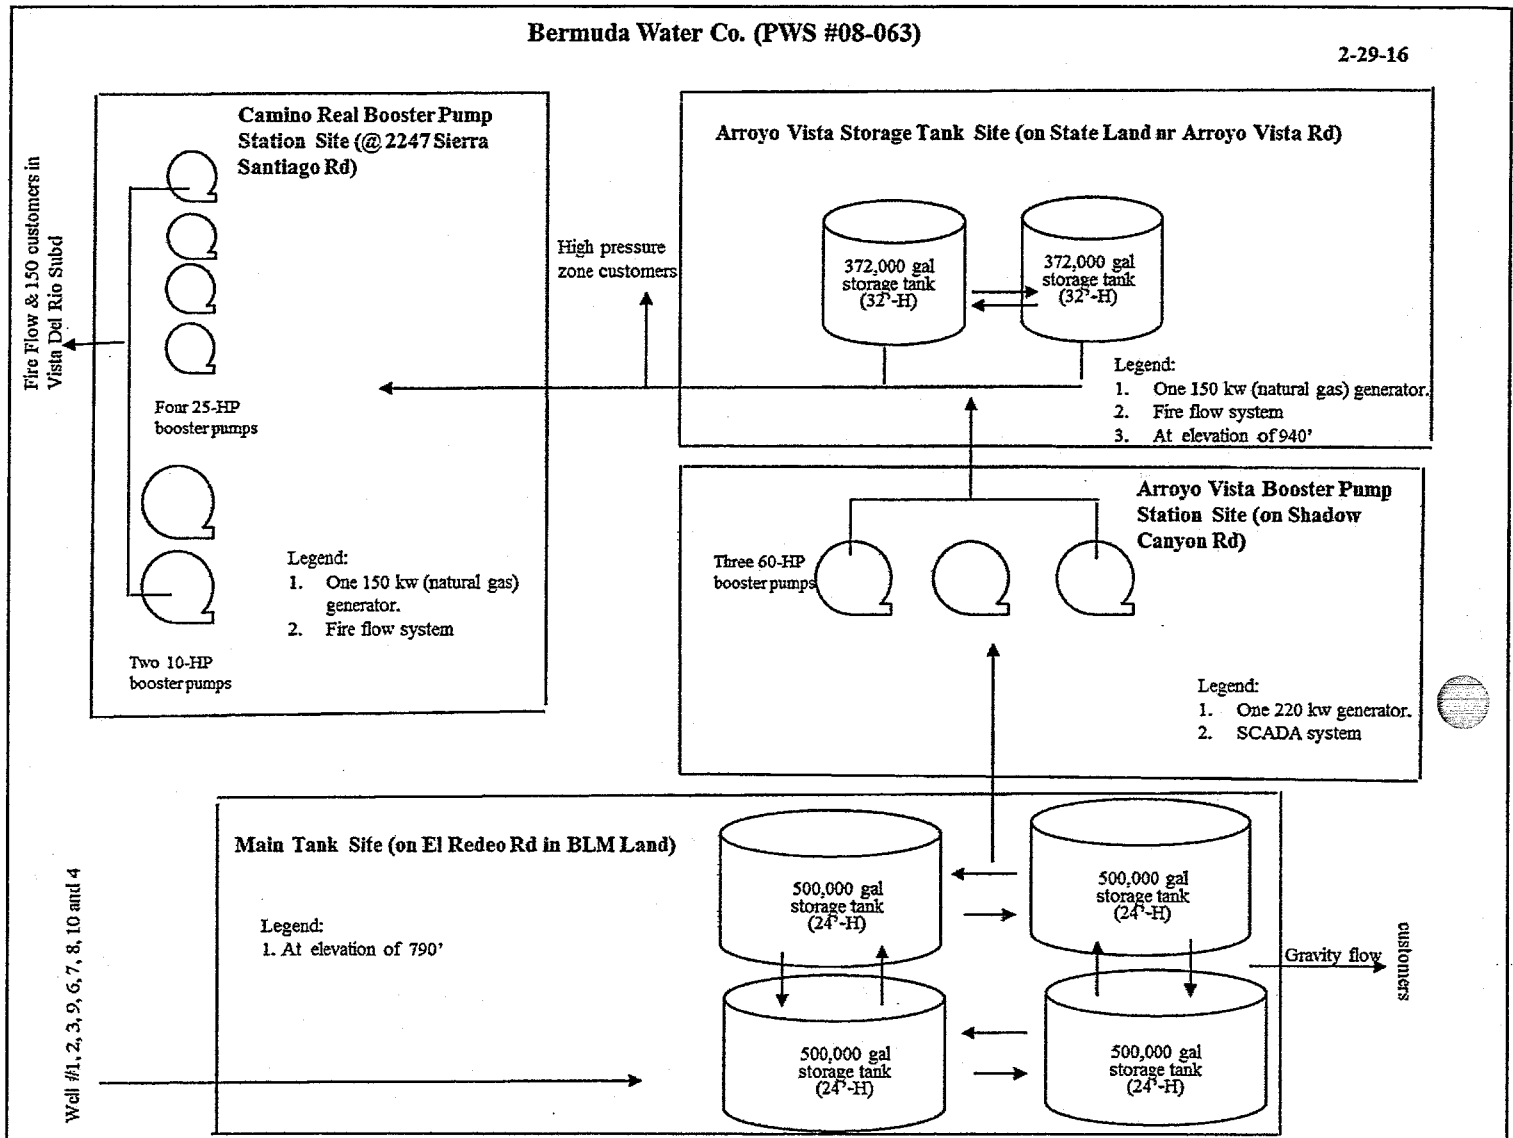 Bermuda Water Co. (PWS #08-063)
2-29-16
Camino Real Booster Pump
Station Site (@ 2247 Sierra
Santiago Rd)
Fire Flow & 150 customers in
Vista Del Rio Subd
Four 25-HP
booster pumps
Two 10-HP
booster pumps
Legend:
1. One 150 kw (natural gas)
generator.
2. Fire flow system
High pressure
zone customers
Arroyo Vista Storage Tank Site (on State Land nr Arroyo Vista Rd)
372,000 gal
storage tank
(32'-H)
372,000 gal
storage tank
(32'-H)
Legend:
1. One 150 kw (natural gas) generator.
2. Fire flow system
3. At elevation of 940'
Arroyo Vista Booster Pump
Station Site (on Shadow
Canyon Rd)
Three 60-HP
booster pumps
Legend:
1. One 220 kw generator.
2. SCADA system
Main Tank Site (on El Redeo Rd in BLM Land)
Legend:
1. At elevation of 790'
500,000 gal
storage tank
(24'-H)
500,000 gal
storage tank
(24'-H)
500,000 gal
storage tank
(24'-H)
500,000 gal
storage tank
(24'-H)
Gravity flow
customers
Well #1, 2, 3, 9, 6, 7, 8, 10 and 4